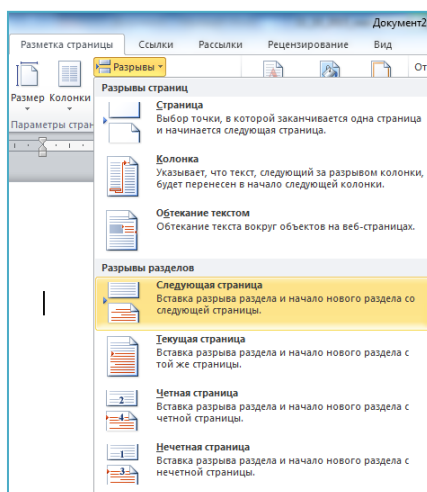 Документ2
Разметка страницы Ссылки Рассылки Рецензирование Вид
Разрывы
От
Размер Колонки
Параметры стран
Разрывы страниц
Страница
Выбор точки, в которой заканчивается одна страница
и начинается следующая страница.
Колонка
Указывает, что текст, следующий за разрывом колонки,
будет перенесен в начало следующей колонки.
Обтекание текстом
Обтекание текста вокруг объектов на веб-страницах.
Разрывы разделов
Следующая страница
Вставка разрыва раздела и начало нового раздела со
следующей страницы.
Текущая страница
Вставка разрыва раздела и начало нового раздела с
той же страницы.
2
4
Четная страница
Вставка разрыва раздела и начало нового раздела с
четной страницы.
1
3
Нечетная страница
Вставка разрыва раздела и начало нового раздела с
нечетной страницы.